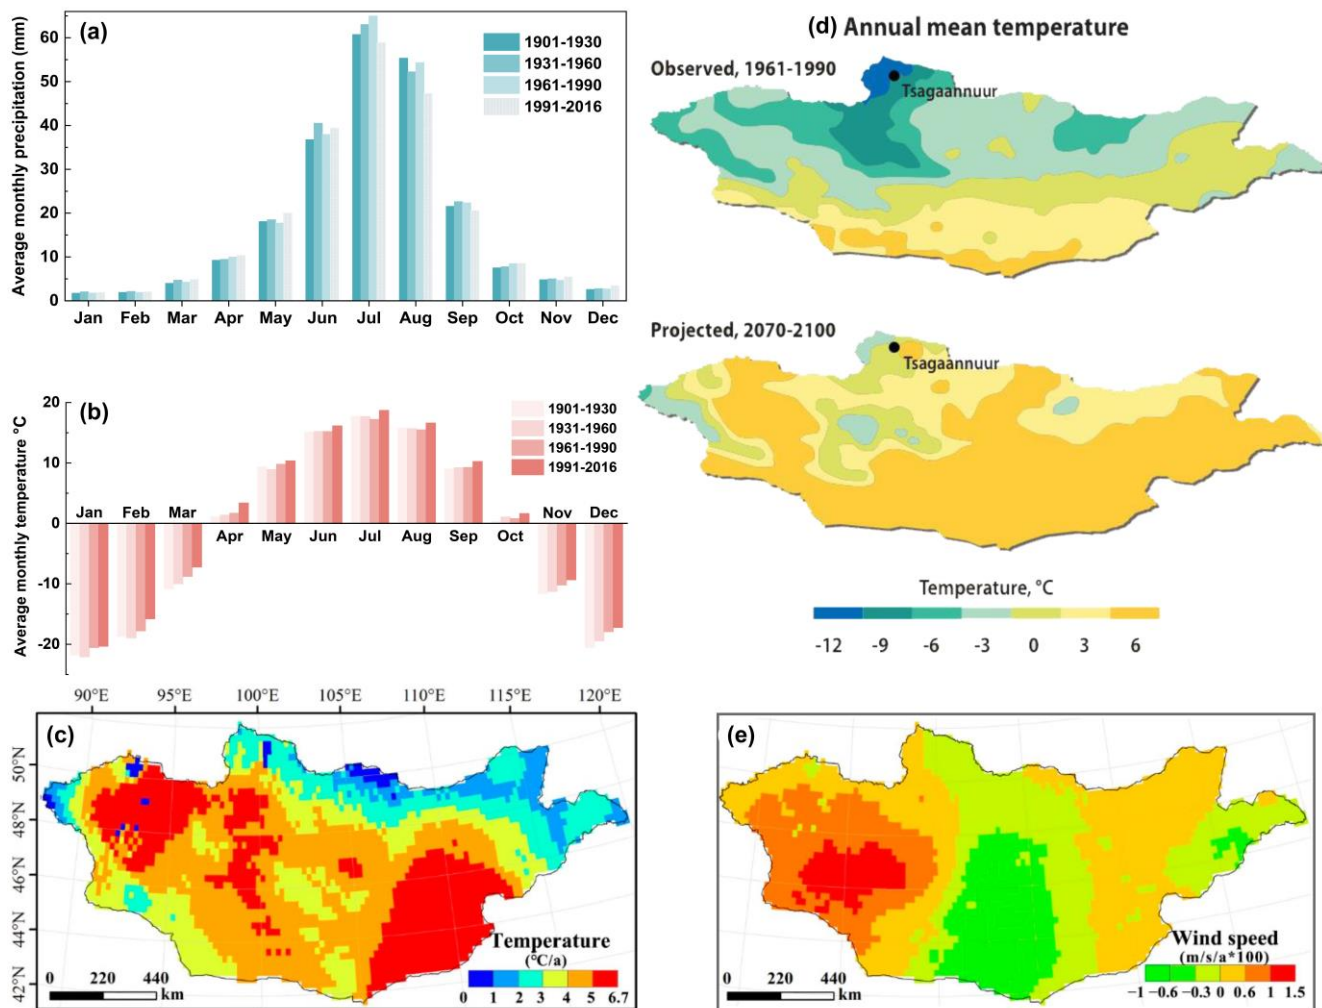 (a)
Average monthly precipitation (mm)
60
50
40
30
20
10
0
1901-1930
1931-1960
1961-1990
1991-2016
Jan Feb Mar Apr May Jun Jul Aug Sep Oct Nov Dec
(b)
Average monthly temperature °C
20
10
0
-10
-20
1901-1930
1931-1960
1961-1990
1991-2016
Jan Feb Mar Nov Dec
Apr May Jun Jul Aug Sep Oct
(d) Annual mean temperature
Observed, 1961-1990
Tsagaannuur
Projected, 2070-2100
Tsagaannuur
Temperature, °C
-12 -9 -6 -3 0 3 6
90°E 95°E 100°E 105°E 110°E 115°E 120°E
(c)
50°N
48°N
46°N
44°N
42°N
Temperature
(°C/a)
0 1 2 3 4 5 6.7
0 220 440
km
(e)
Wind speed
(m/s/a*100)
−1 −0.6 −0.3 0 0.6 1 1.5
0 220 440
km